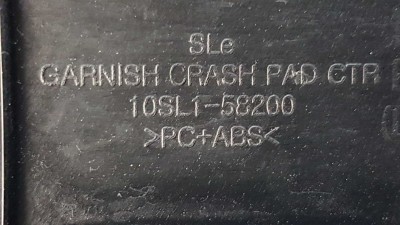 SLe
GARNISH CRASH PAD CTR
10SL1-58200
>PC+ABS<